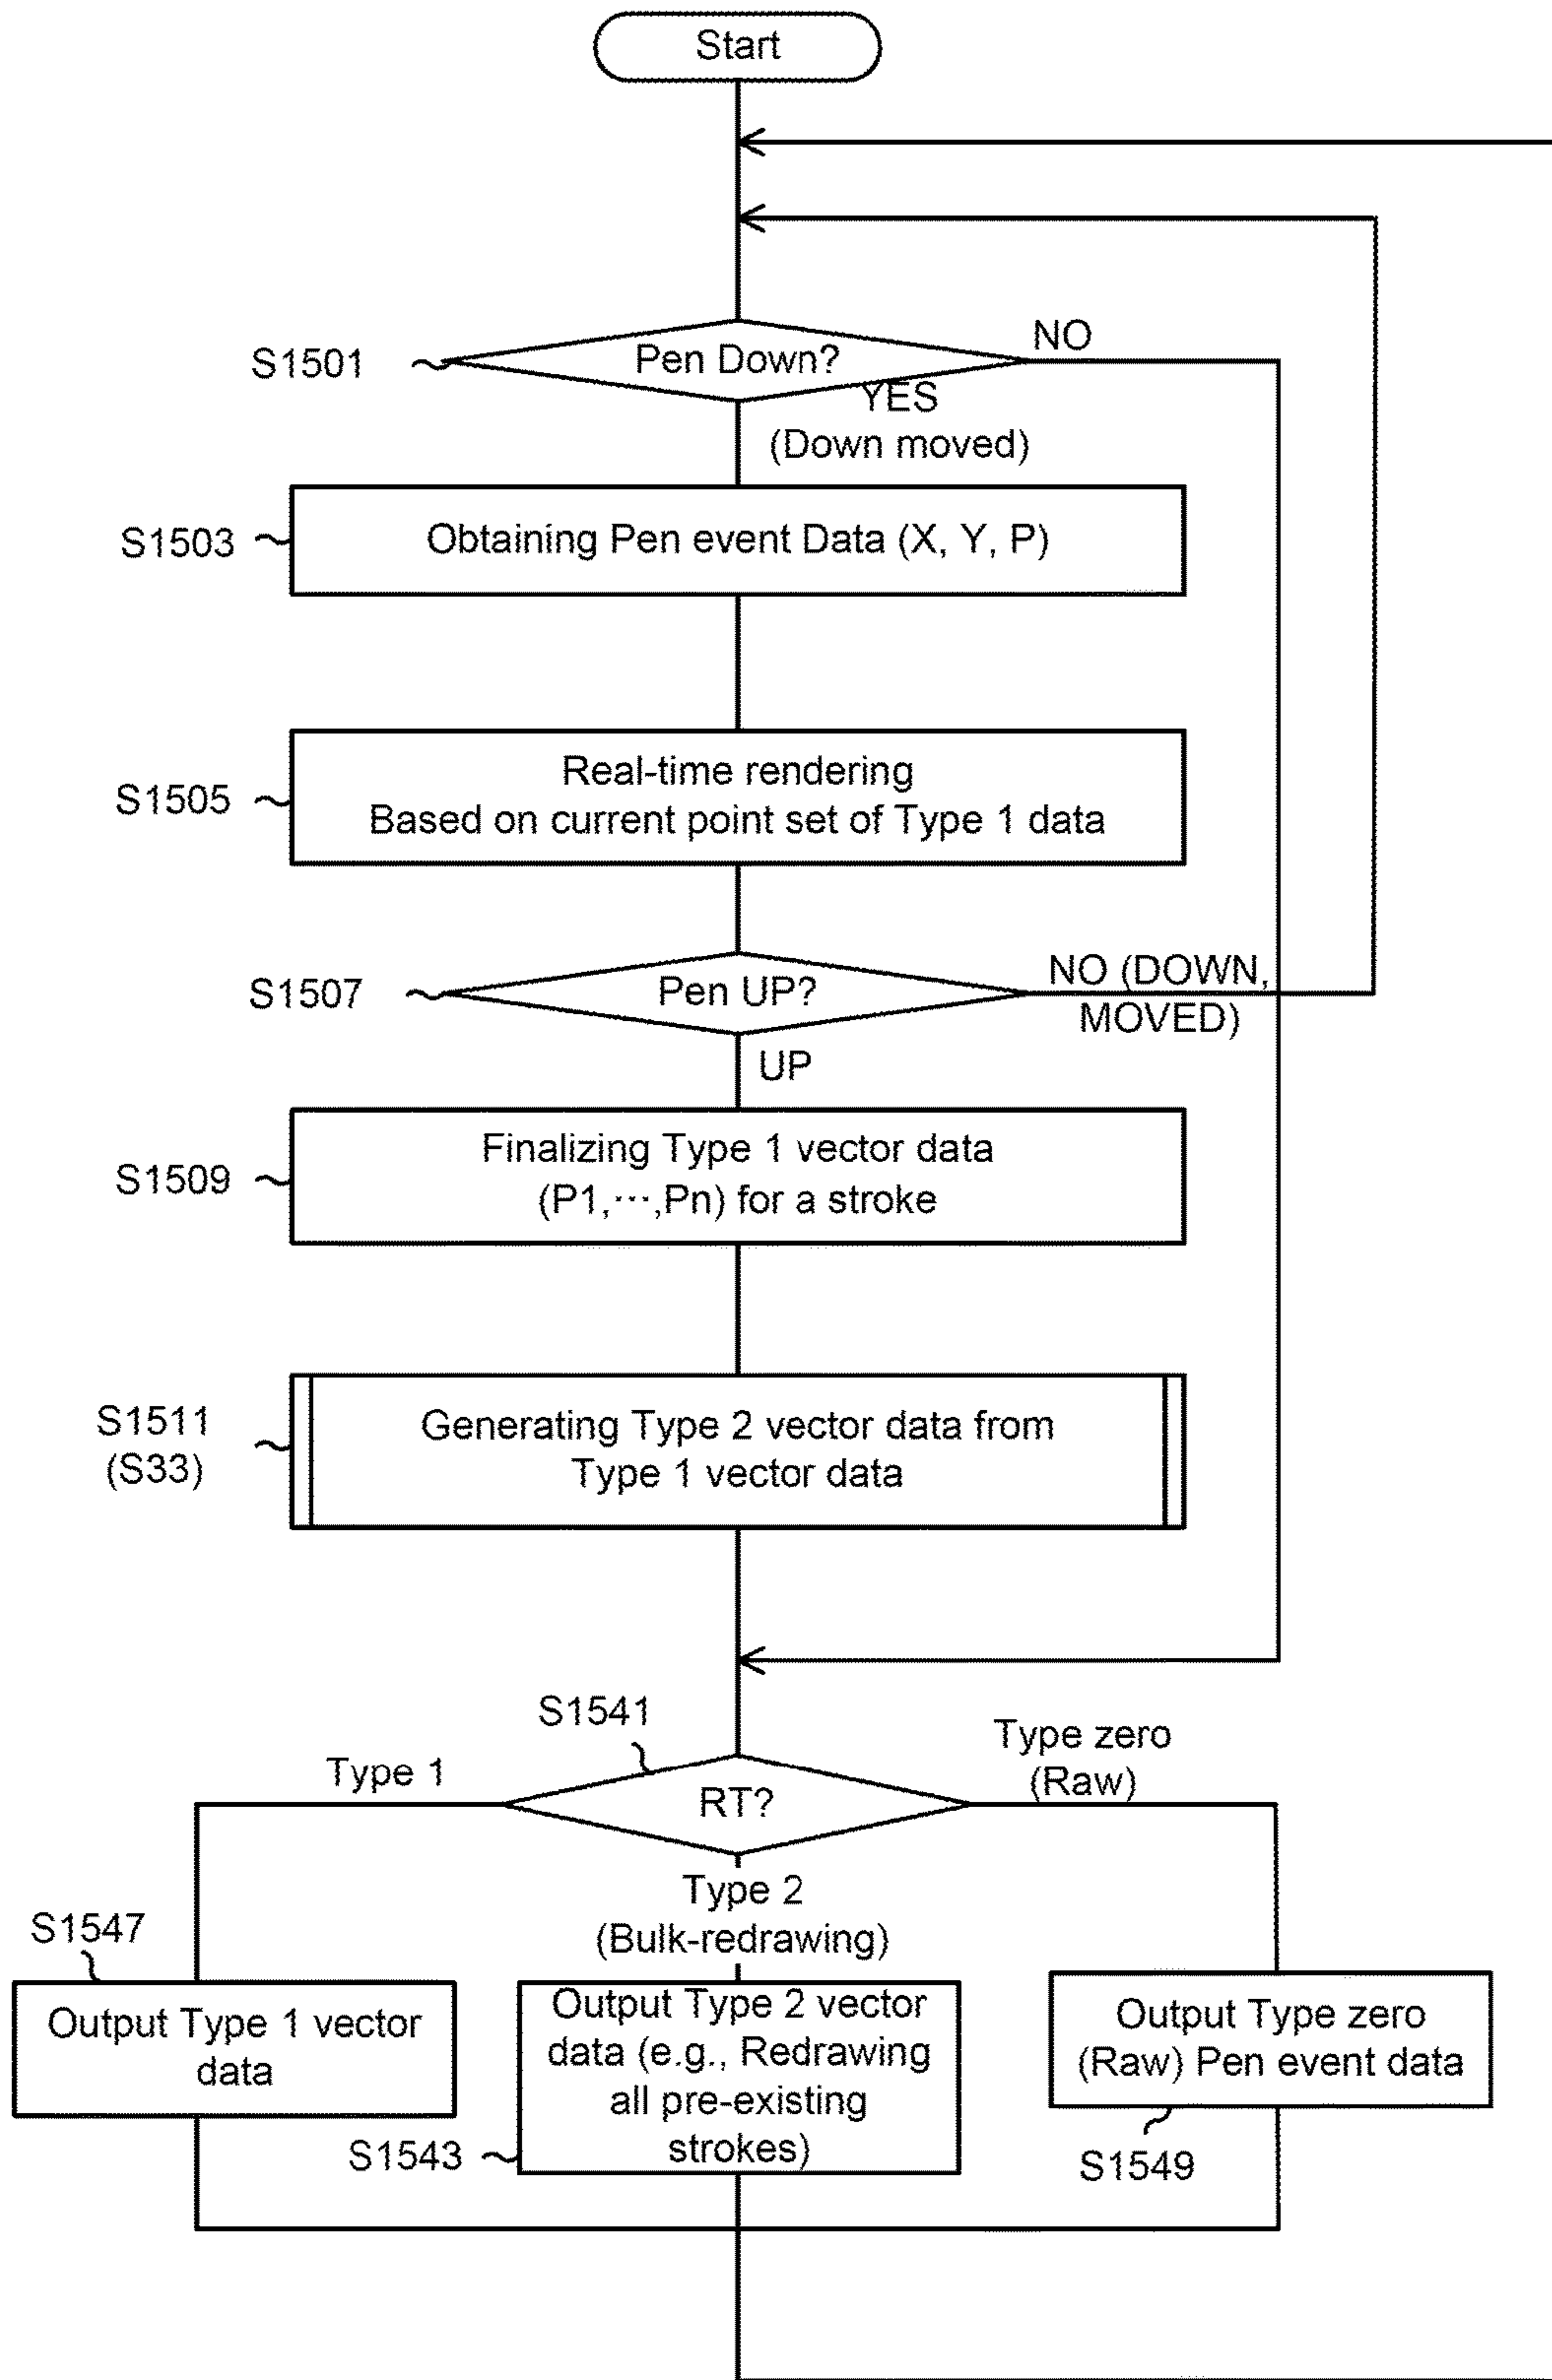 Start
S1501
Pen Down?
NO
YES
(Down moved)
S1503
Obtaining Pen event Data (X, Y, P)
S1505
Real-time rendering
Based on current point set of Type 1 data
S1507
Pen UP?
NO (DOWN,
MOVED)
UP
S1509
Finalizing Type 1 vector data
(P1,⋯,Pn) for a stroke
S1511
(S33)
Generating Type 2 vector data from
Type 1 vector data
S1541
RT?
Type 1
Type zero
(Raw)
Type 2
(Bulk-redrawing)
S1547
Output Type 1 vector
data
Output Type 2 vector
data (e.g., Redrawing
all pre-existing
strokes)
S1543
Output Type zero
(Raw) Pen event data
S1549